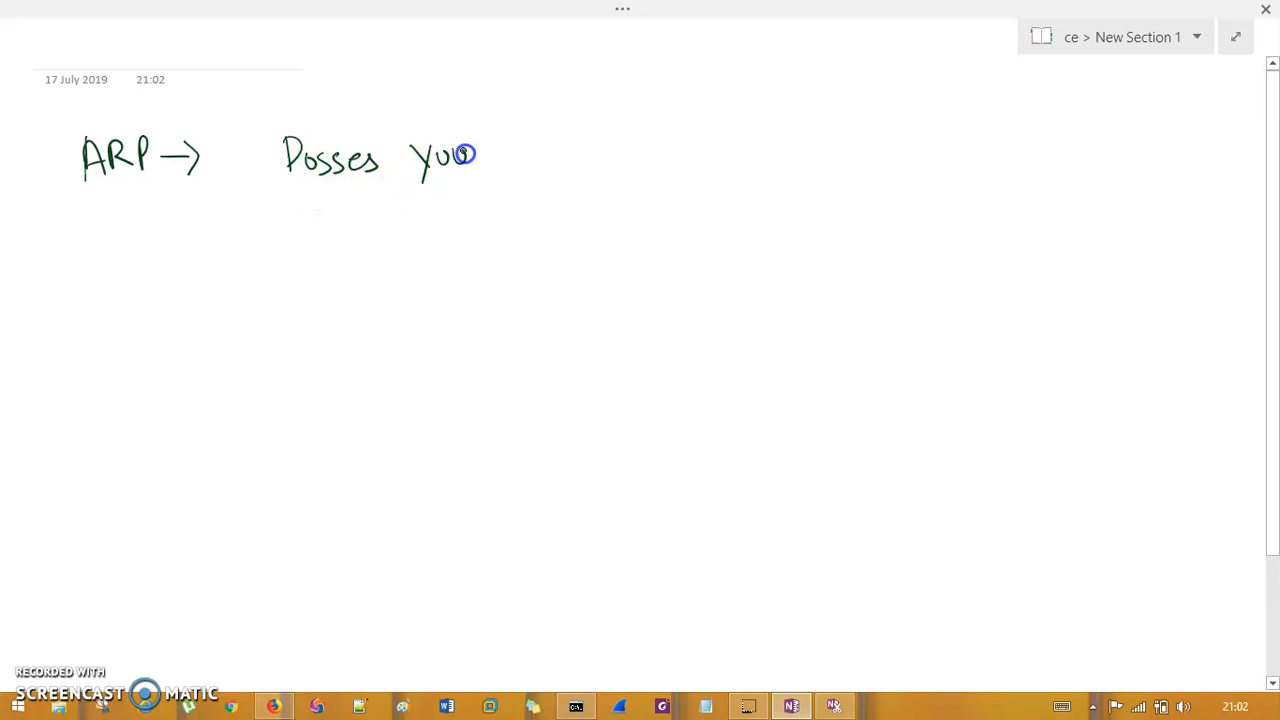 ce > New Section 1
17 July 2019 21:02
ARP → Posses you
RECORDED WITH
SCREENCAST MATIC
21:02